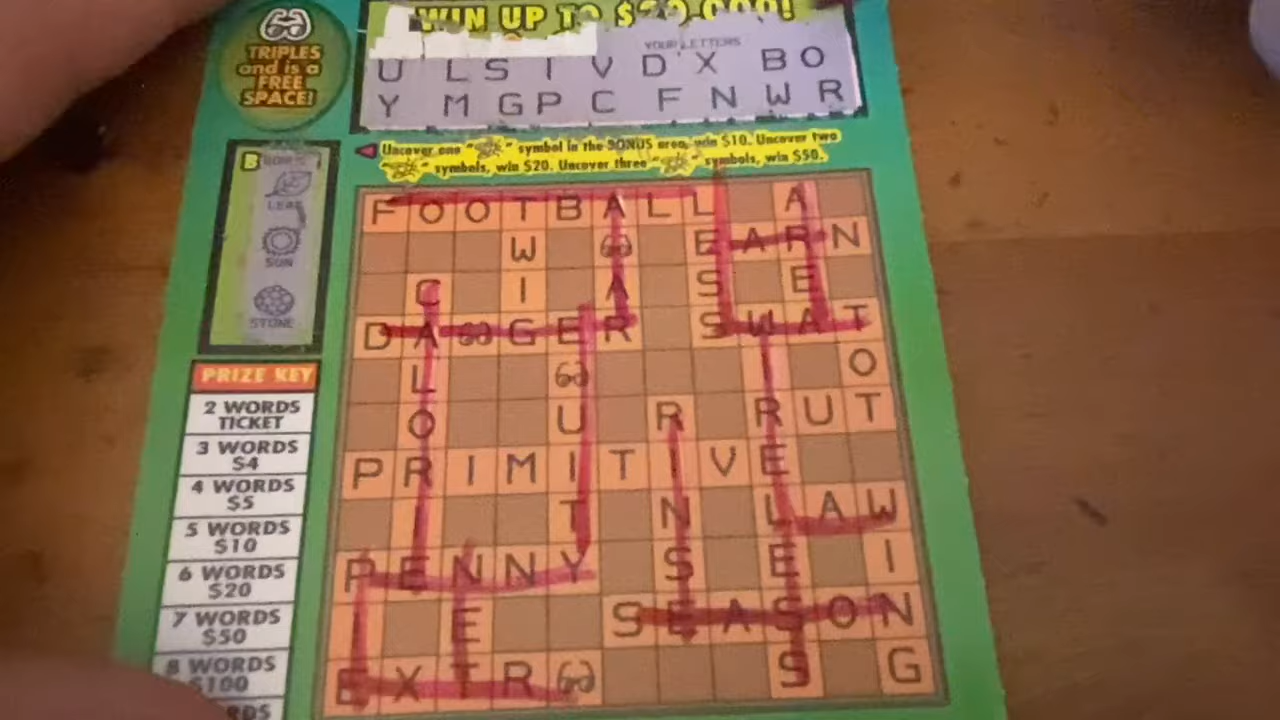 WIN UP TO $20,000!
TRIPLES
and is a
FREE
SPACE!
YOUR LETTERS
U L S T V D X B O
Y M G P C F N W R
Uncover one " " symbol in the BONUS area, win $10. Uncover two
" " symbols, win $20. Uncover three " " symbols, win $50.
LEAF
SUN
STONE
PRIZE KEY
2 WORDS
TICKET
3 WORDS
$4
4 WORDS
$5
5 WORDS
$10
6 WORDS
$20
7 WORDS
$50
8 WORDS
$100
F O O T B A L L A
W E A R N
C I A S E
D A G E R S W A T
L O
O U R R U T
P R I M I T I V E
I T N L A W
P E N N Y S E I
E S E A S O N
E X T R S G